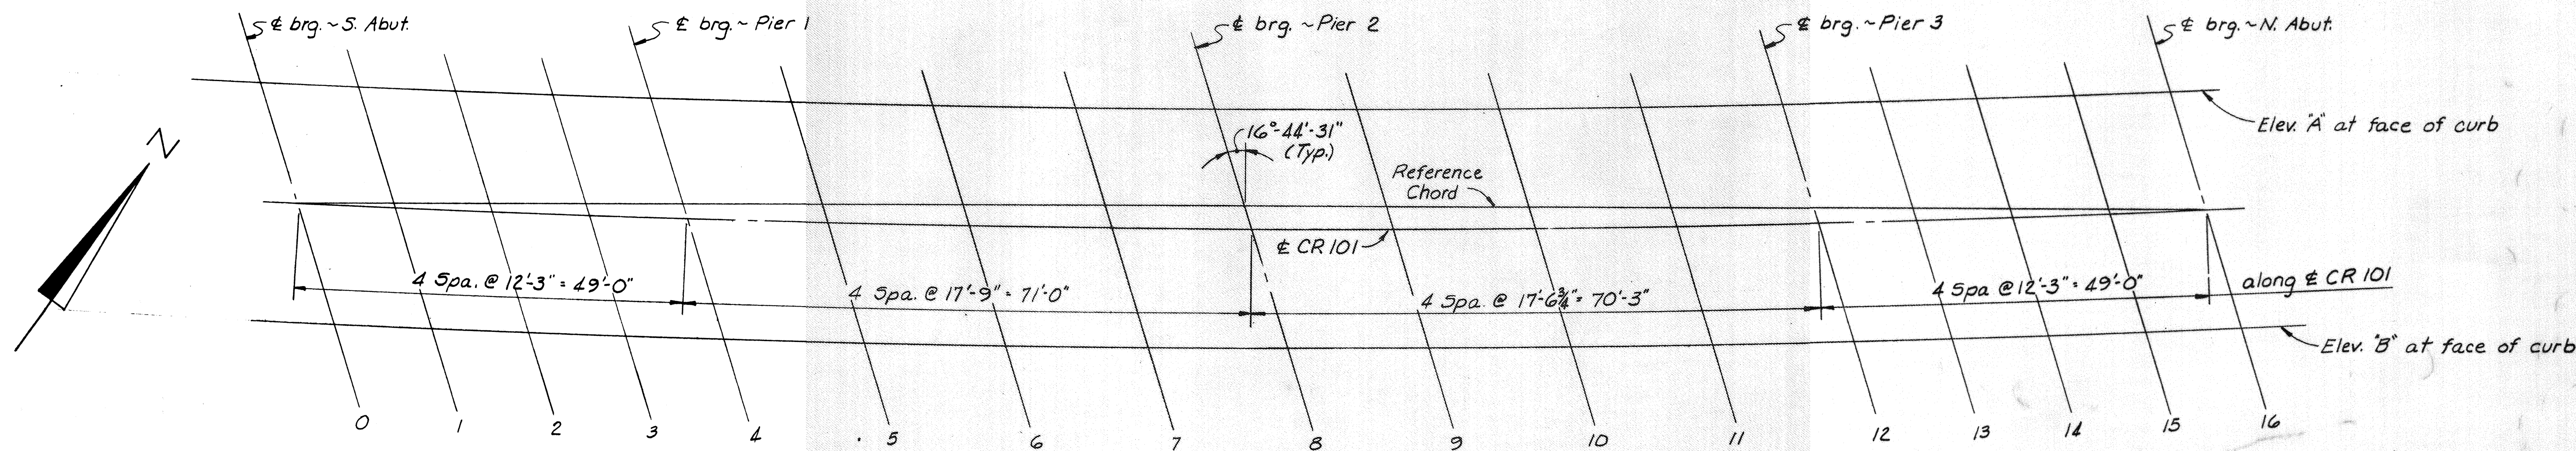 ℄ brg. ~ S. Abut.
℄ brg. ~ Pier 1
℄ brg. ~ Pier 2
℄ brg. ~ Pier 3
℄ brg. ~ N. Abut.
N
Elev. "A" at face of curb
16°-44'-31"
(Typ.)
Reference
Chord
℄ CR 101
4 Spa. @ 12'-3" = 49'-0"
4 Spa. @ 17'-9" = 71'-0"
4 Spa. @ 17'-6¾" = 70'-3"
4 Spa @ 12'-3" = 49'-0"
along ℄ CR 101
Elev. "B" at face of curb
0 1 2 3 4 5 6 7 8 9 10 11 12 13 14 15 16